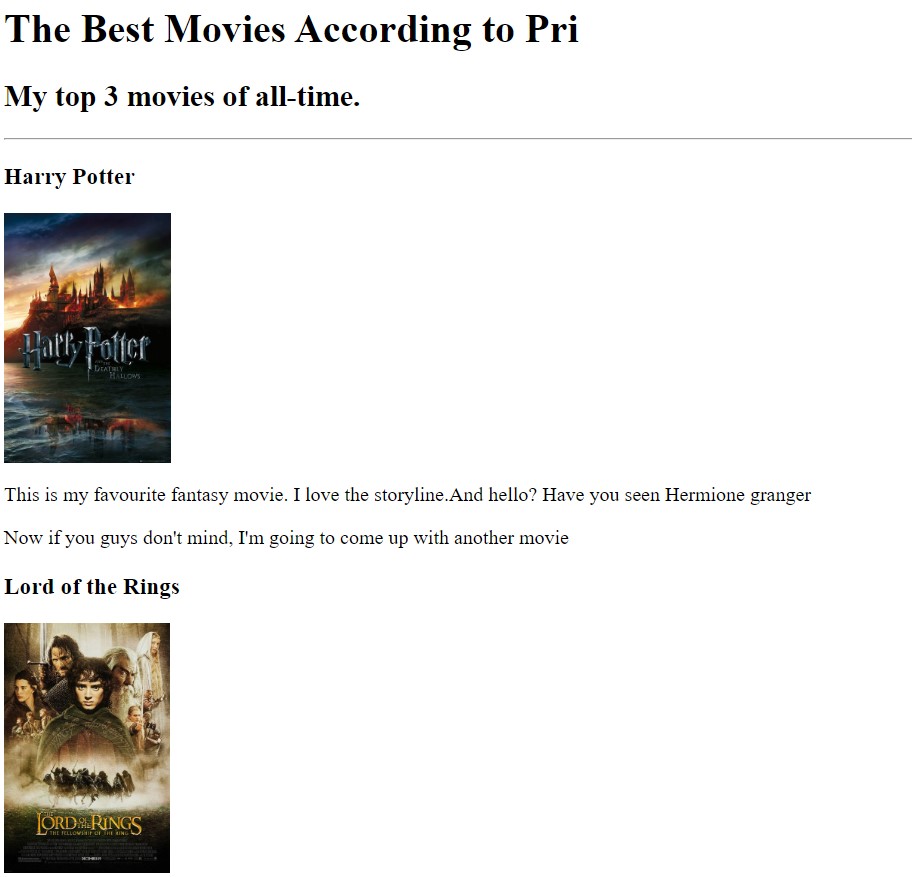 The Best Movies According to Pri
My top 3 movies of all-time.
Harry Potter
Harry Potter
AND THE
DEATHLY
HALLOWS
This is my favourite fantasy movie. I love the storyline.And hello? Have you seen Hermione granger
Now if you guys don't mind, I'm going to come up with another movie
Lord of the Rings
THE
LORD OF THE RINGS
THE FELLOWSHIP OF THE RING